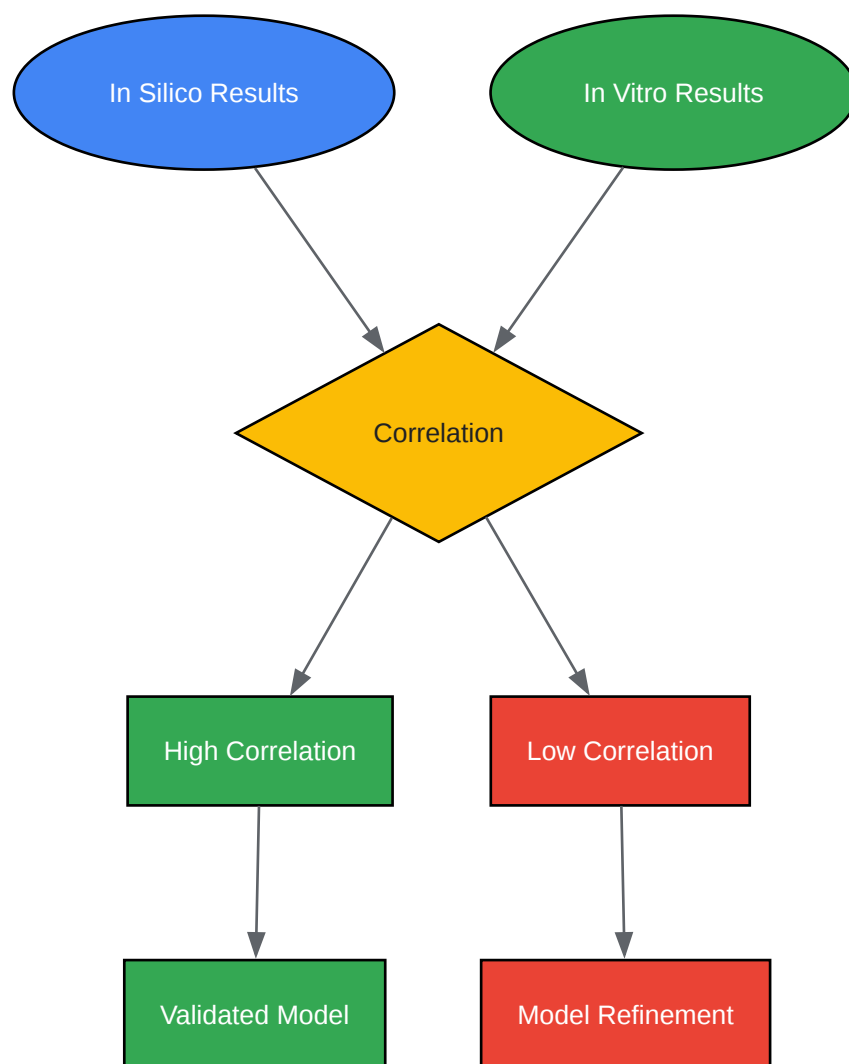 In Silico Results
In Vitro Results
Correlation
High Correlation
Low Correlation
Validated Model
Model Refinement